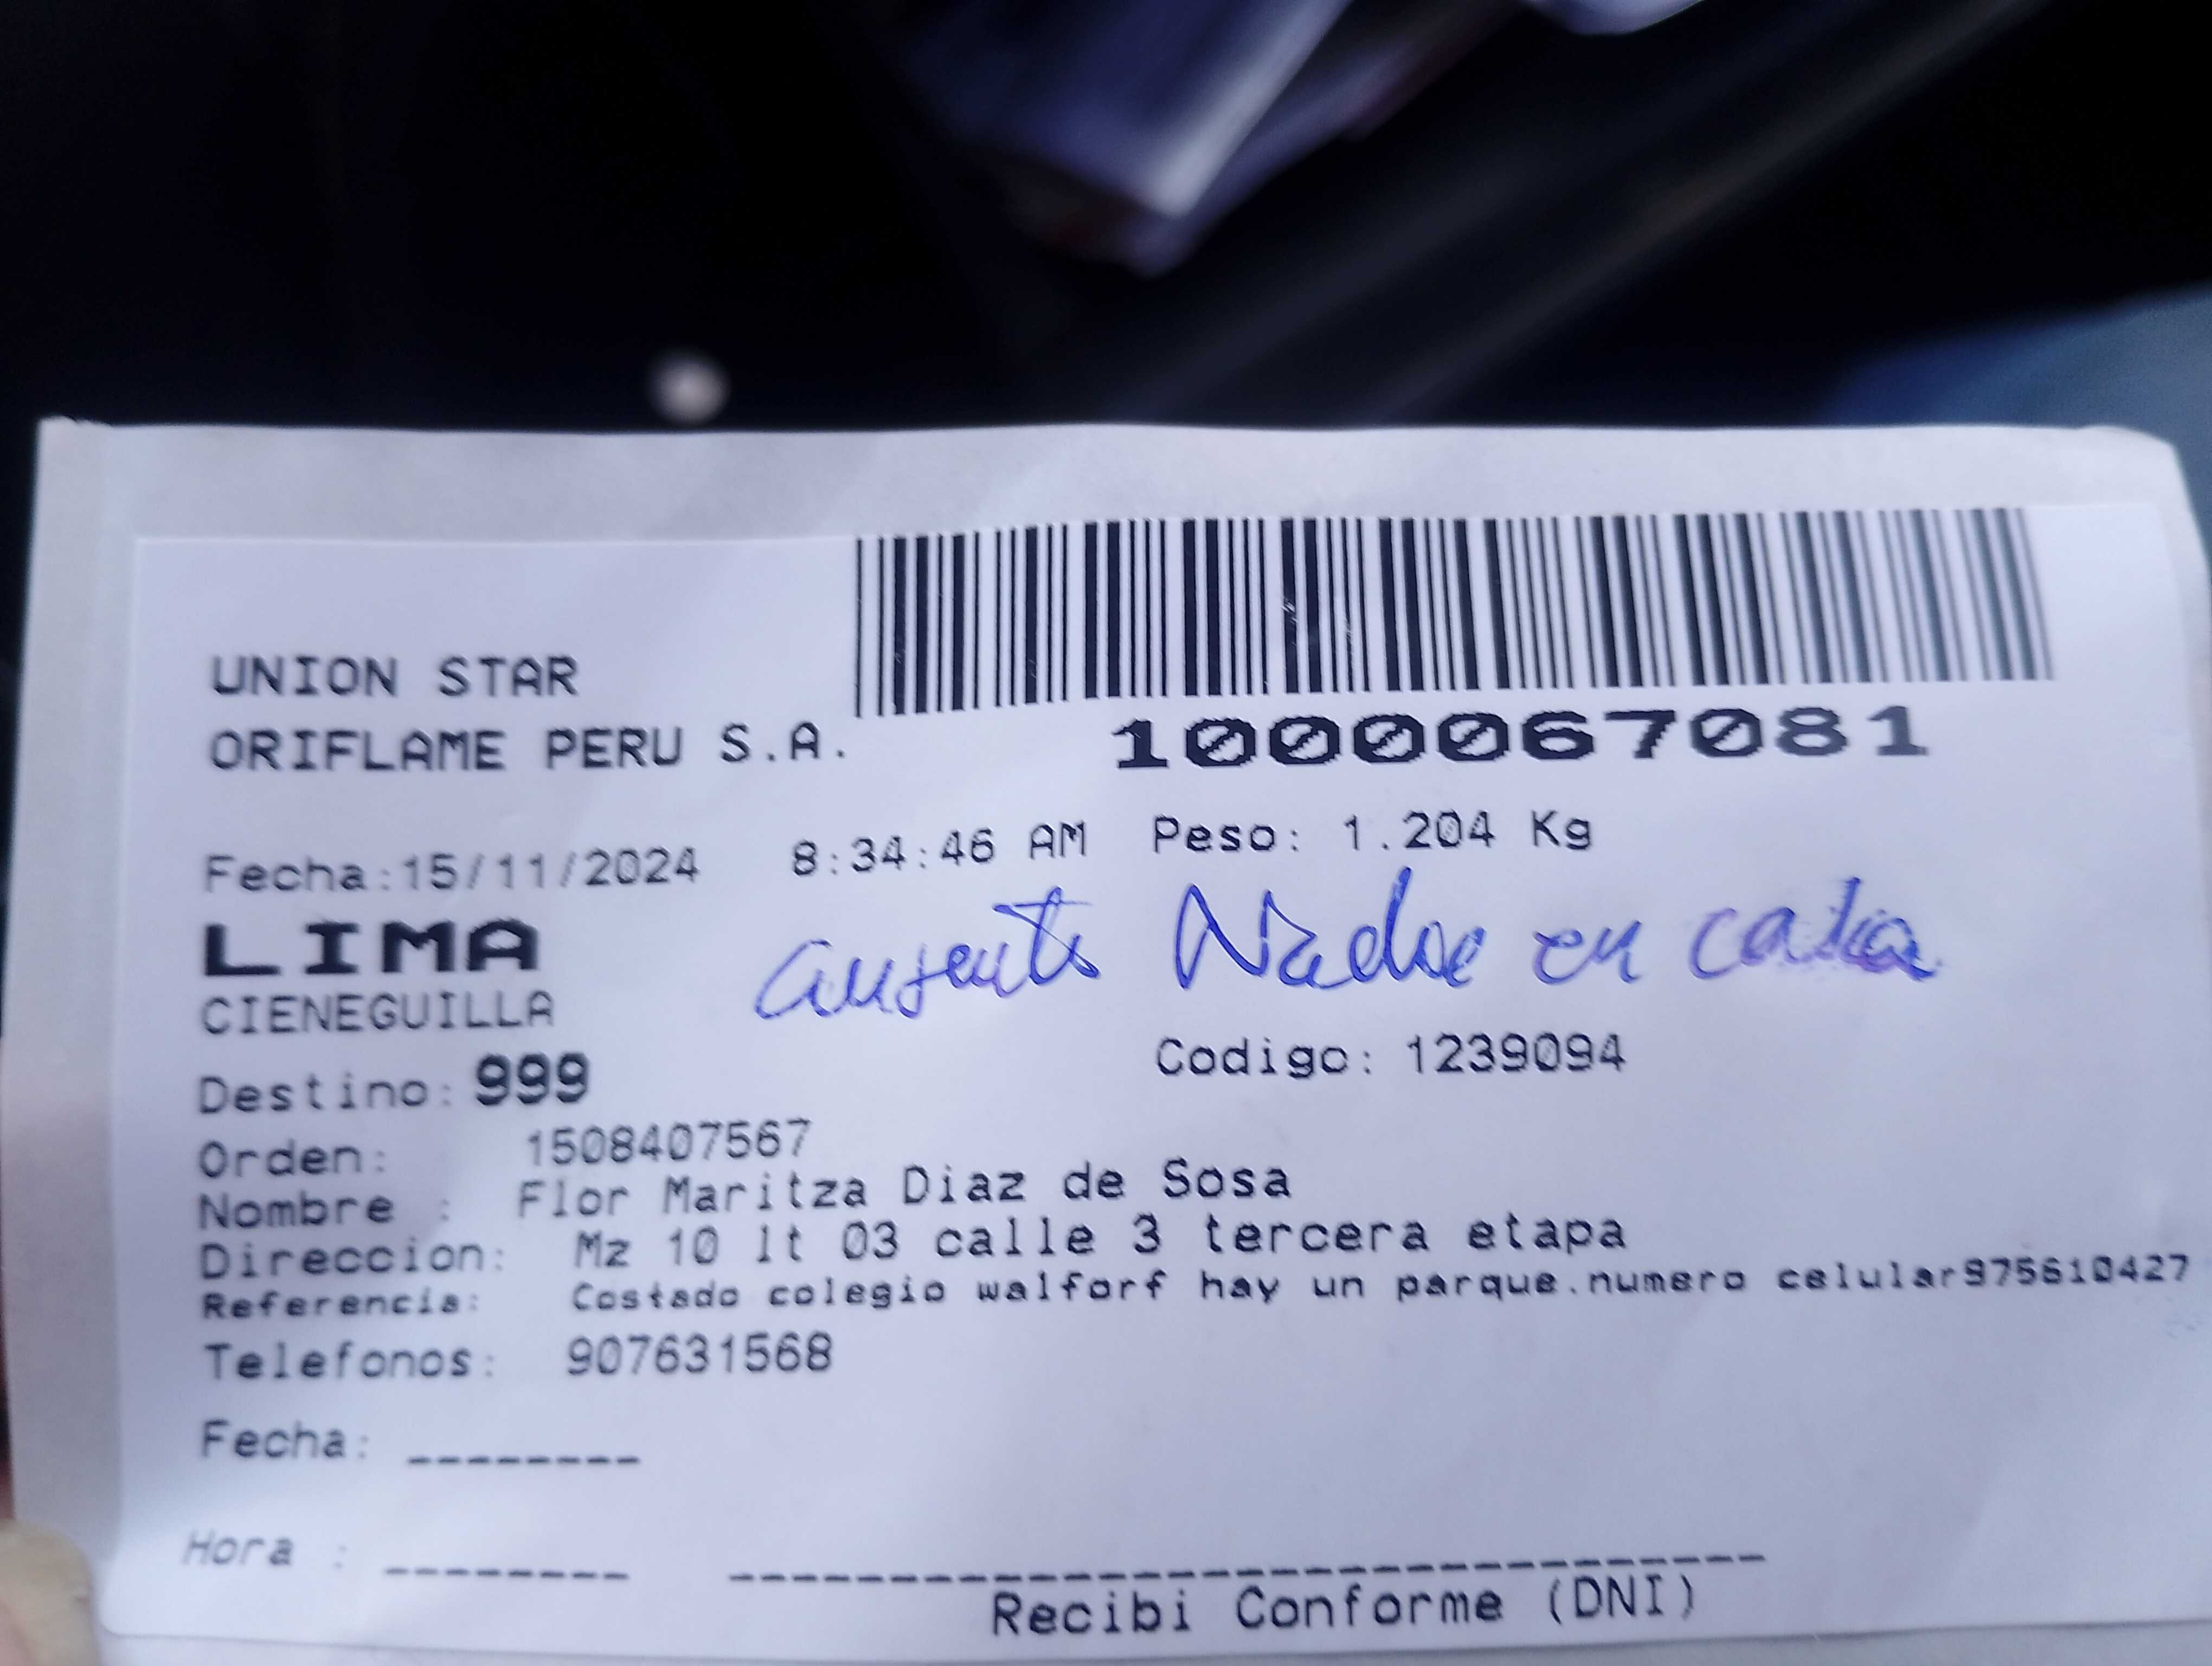 UNION STAR
ORIFLAME PERU S.A.
1000067081
Fecha:15/11/2024 8:34:46 AM Peso: 1.204 Kg
LIMA
ausente Nadie en casa
CIENEGUILLA
Codigo: 1239094
Destino: 999
Orden: 1508407567
Nombre : Flor Maritza Diaz de Sosa
Direccion: Mz 10 lt 03 calle 3 tercera etapa
Referencia: Costado colegio walforf hay un parque.numero celular975610427
Telefonos: 907631568
Fecha: ________
Hora : ________
Recibi Conforme (DNI)